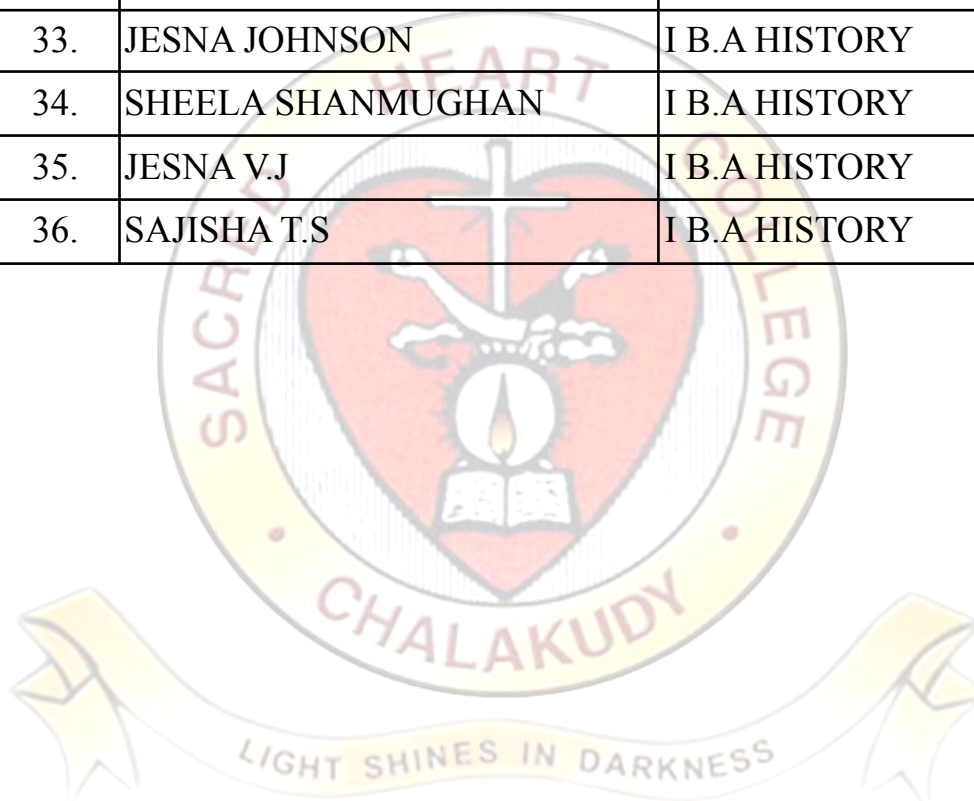 33. JESNA JOHNSON I B.A HISTORY
34. SHEELA SHANMUGHAN I B.A HISTORY
35. JESNA V.J I B.A HISTORY
36. SAJISHA T.S I B.A HISTORY
SACRED HEART COLLEGE
CHALAKUDY
LIGHT SHINES IN DARKNESS